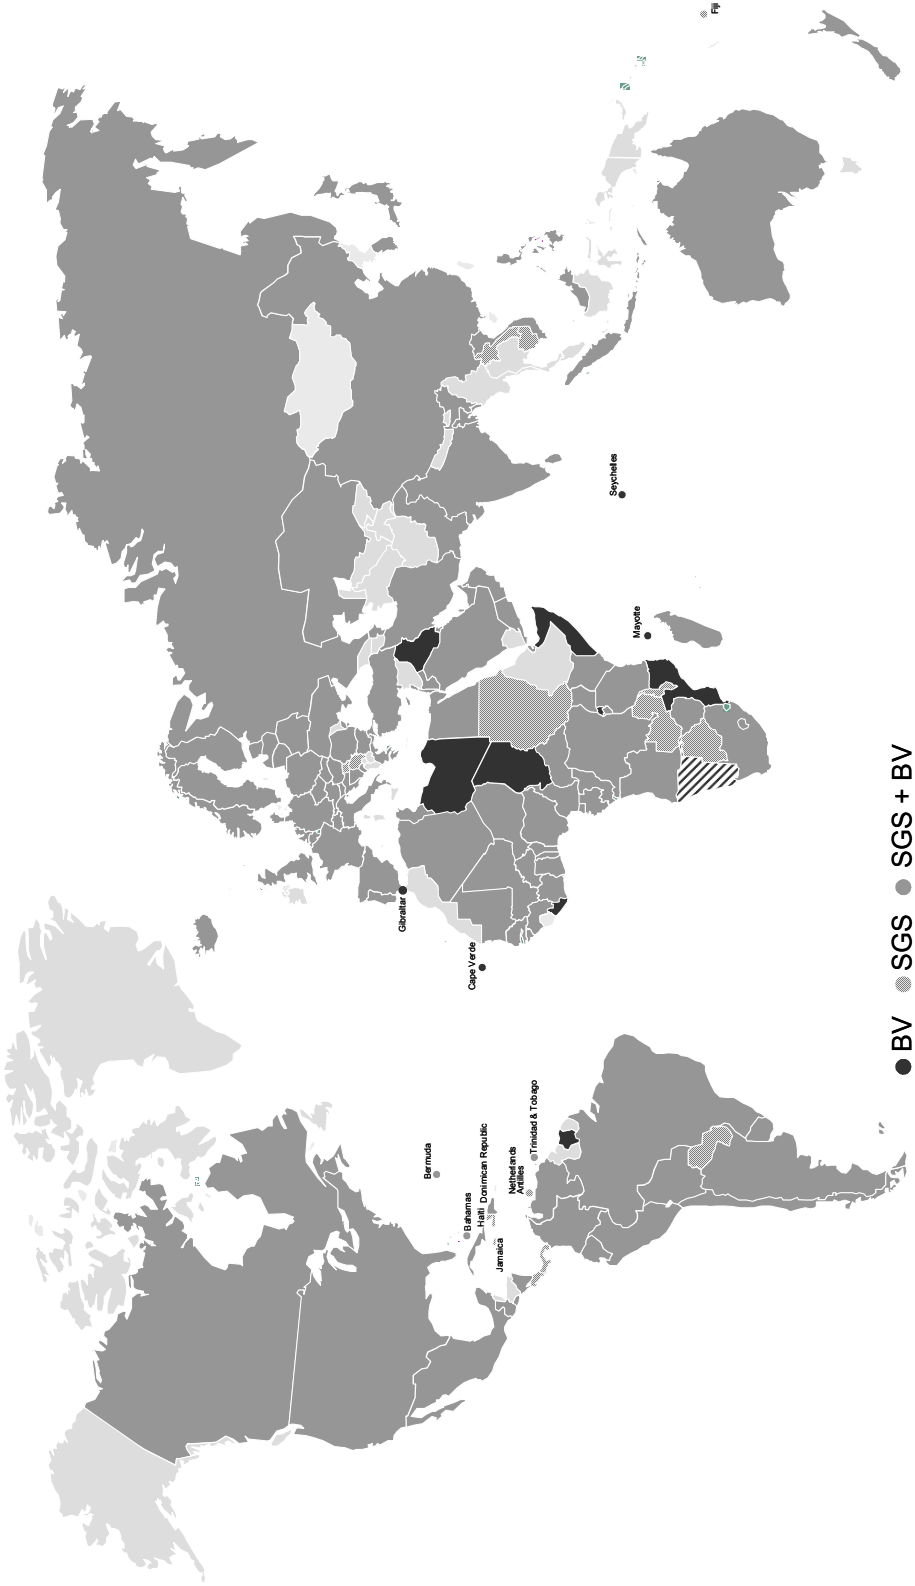 Fiji
Seychelles
Mayotte
Gibraltar
Cape Verde
Bermuda
Bahamas
Haiti Donimican Republic
Jamaica
Netherlands
Antilles
Trinidad & Tobago
BV SGS SGS + BV